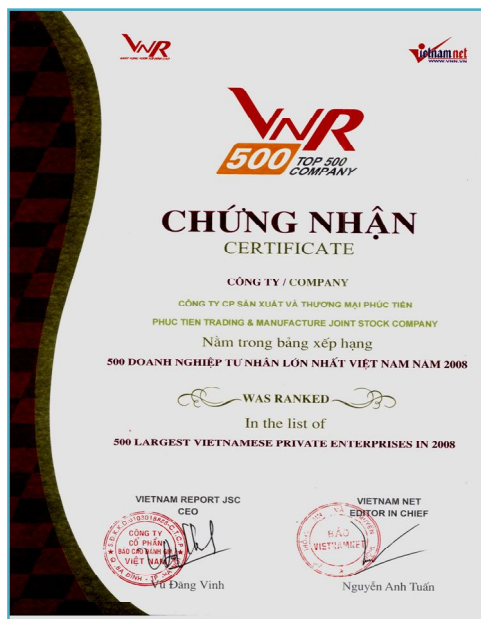 VNR
Vietnamnet
WWW.VNN.VN
VNR
500 TOP 500
COMPANY
CHỨNG NHẬN
CERTIFICATE
CÔNG TY / COMPANY
CÔNG TY CP SẢN XUẤT VÀ THƯƠNG MẠI PHÚC TIẾN
PHUC TIEN TRADING & MANUFACTURE JOINT STOCK COMPANY
Nằm trong bảng xếp hạng
500 DOANH NGHIỆP TƯ NHÂN LỚN NHẤT VIỆT NAM NĂM 2008
WAS RANKED
In the list of
500 LARGEST VIETNAMESE PRIVATE ENTERPRISES IN 2008
VIETNAM REPORT JSC
CEO
CÔNG TY
CỔ PHẦN
BÁO CÁO ĐÁNH GIÁ
VIỆT NAM
Vũ Đăng Vinh
VIETNAM NET
EDITOR IN CHIEF
BÁO
VIETNAMNET
Nguyễn Anh Tuấn